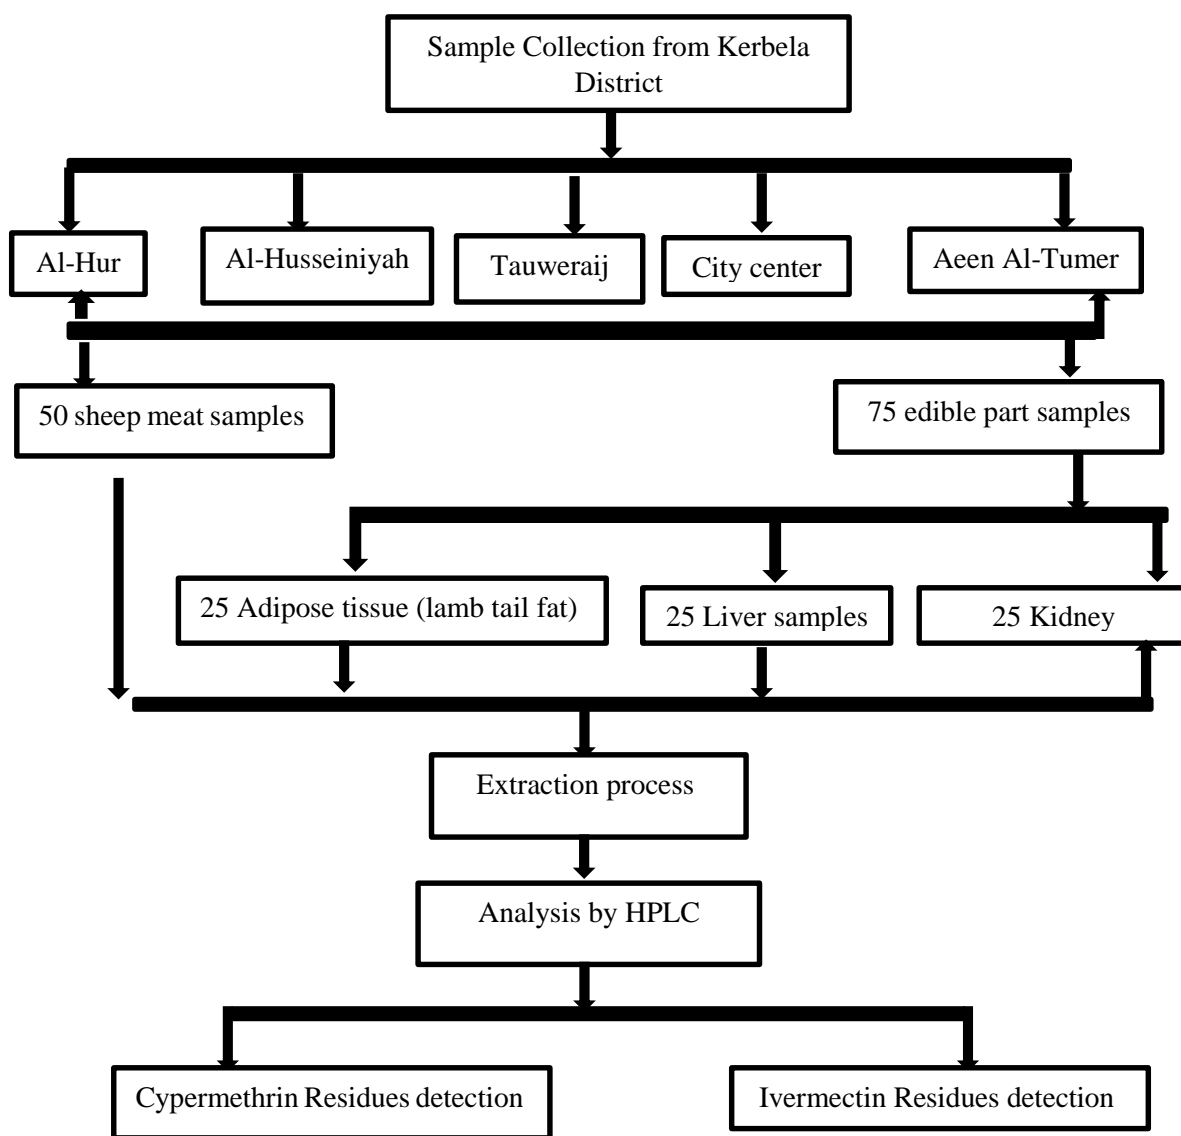 Sample Collection from Kerbela
District
Al-Hur
Al-Husseiniyah
Tauweraij
City center
Aeen Al-Tumer
50 sheep meat samples
75 edible part samples
25 Adipose tissue (lamb tail fat)
25 Liver samples
25 Kidney
Extraction process
Analysis by HPLC
Cypermethrin Residues detection
Ivermectin Residues detection